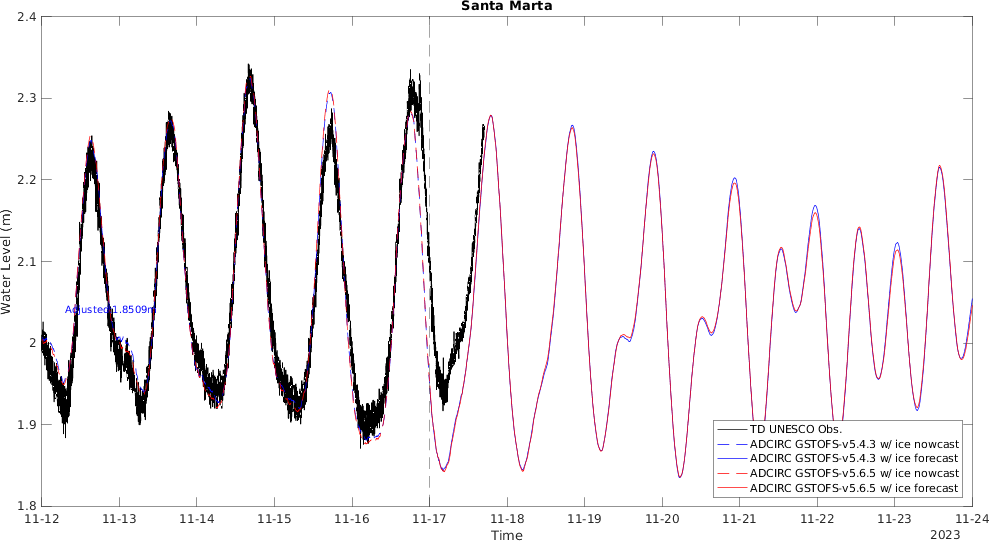 Santa Marta
2.4
2.3
2.2
2.1
2
1.9
1.8
Water Level (m)
Adjusted 1.8509m
TD UNESCO Obs.
ADCIRC GSTOFS-v5.4.3 w/ ice nowcast
ADCIRC GSTOFS-v5.4.3 w/ ice forecast
ADCIRC GSTOFS-v5.6.5 w/ ice nowcast
ADCIRC GSTOFS-v5.6.5 w/ ice forecast
11-12 11-13 11-14 11-15 11-16 11-17 11-18 11-19 11-20 11-21 11-22 11-23 11-24
Time
2023